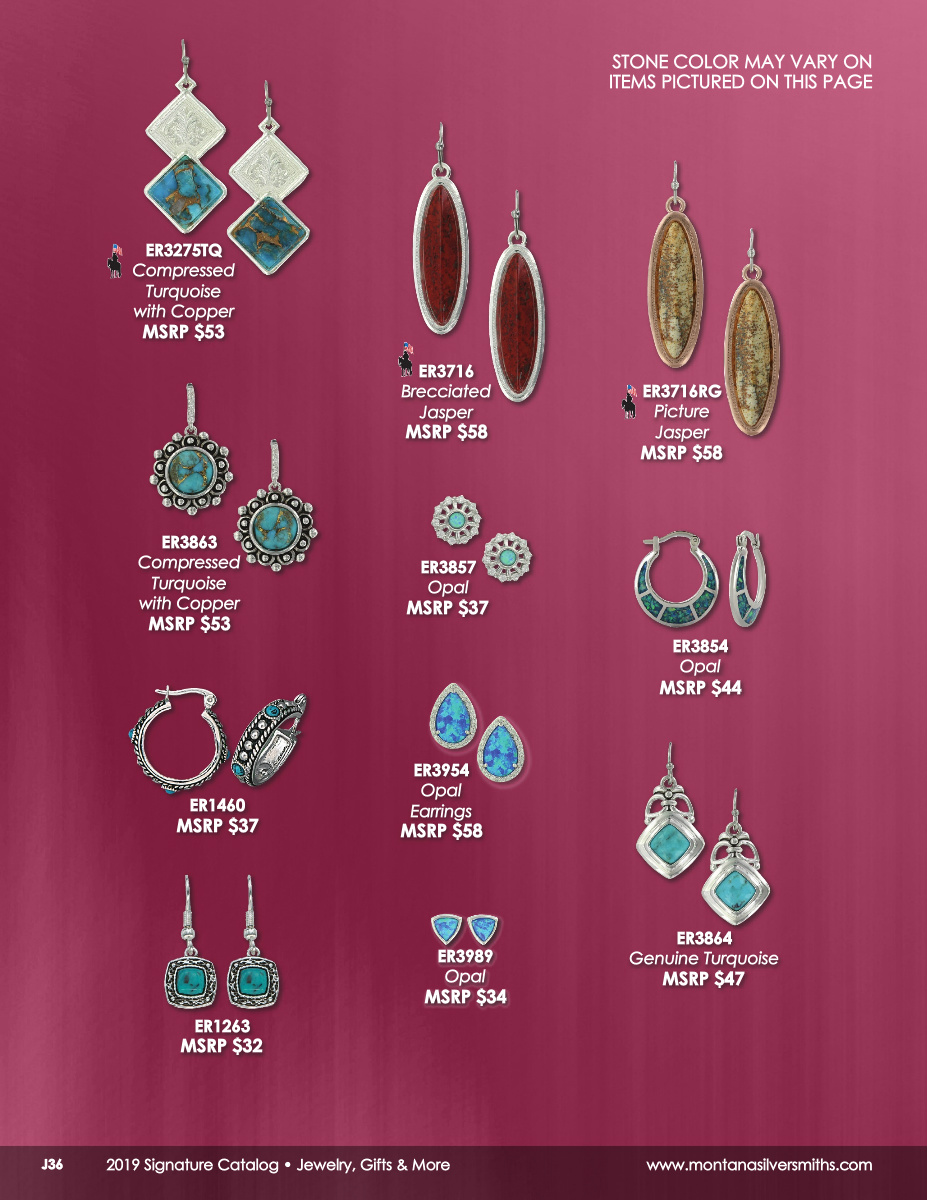 STONE COLOR MAY VARY ON
ITEMS PICTURED ON THIS PAGE
ER3275TQ
Compressed
Turquoise
with Copper
MSRP $53
ER3716
Brecciated
Jasper
MSRP $58
ER3716RG
Picture
Jasper
MSRP $58
ER3863
Compressed
Turquoise
with Copper
MSRP $53
ER3857
Opal
MSRP $37
ER3854
Opal
MSRP $44
ER1460
MSRP $37
ER3954
Opal
Earrings
MSRP $58
ER3864
Genuine Turquoise
MSRP $47
ER3989
Opal
MSRP $34
ER1263
MSRP $32
J36 2019 Signature Catalog • Jewelry, Gifts & More www.montanasilversmiths.com